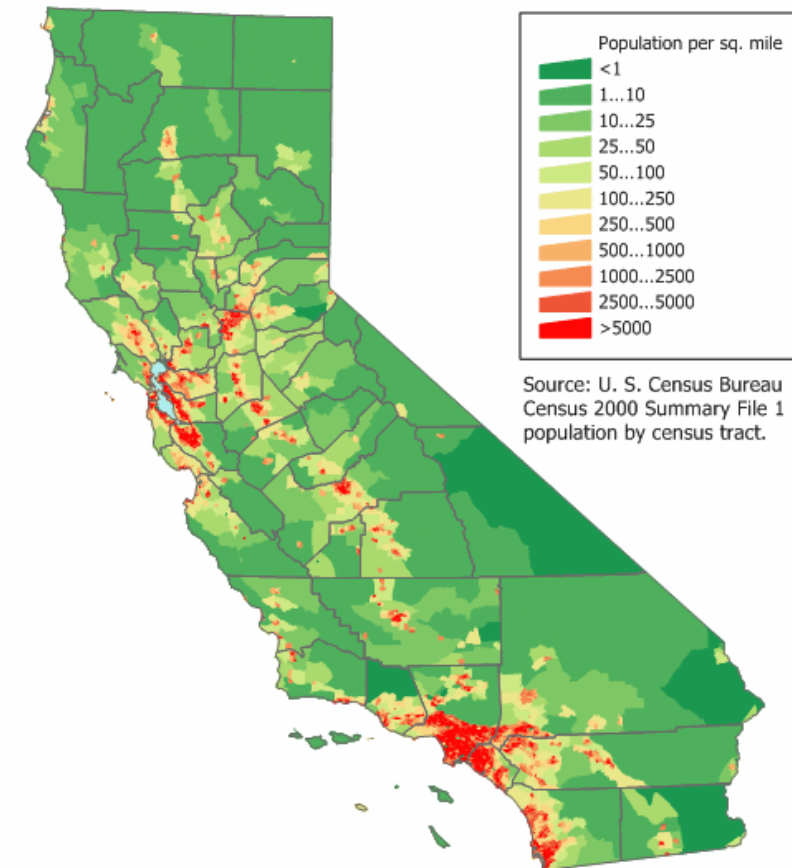 Population per sq. mile
<1
1...10
10...25
25...50
50...100
100...250
250...500
500...1000
1000...2500
2500...5000
>5000
Source: U. S. Census Bureau
Census 2000 Summary File 1
population by census tract.